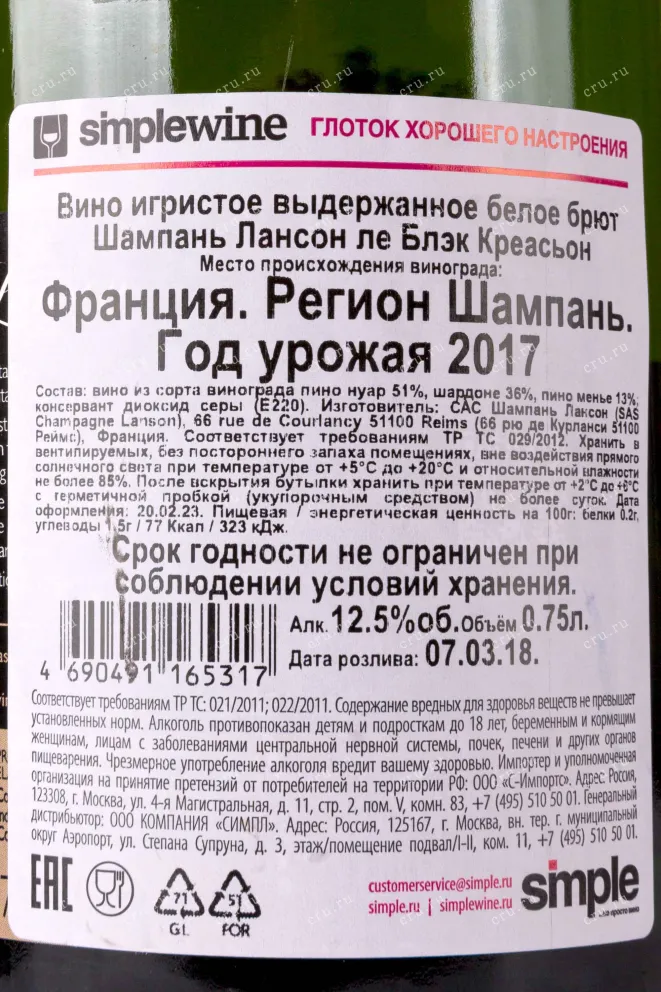 simplewine ГЛОТОК ХОРОШЕГО НАСТРОЕНИЯ
Вино игристое выдержанное белое брют
Шампань Лансон ле Блэк Креасьон
Место происхождения винограда:
Франция. Регион Шампань.
Год урожая 2017
Состав: вино из сорта винограда пино нуар 51%, шардоне 36%, пино менье 13%,
консервант диоксид серы (Е220). Изготовитель: САС Шампань Лансон (SAS
Champagne Lanson), 66 rue de Courlancy 51100 Reims (66 рю де Курланси 51100
Реймс), Франция. Соответствует требованиям ТР ТС 029/2012. Хранить в
вентилируемых, без постороннего запаха помещениях, вне воздействия прямого
солнечного света при температуре от +5°С до +20°С и относительной влажности
не более 85%. После вскрытия бутылки хранить при температуре от +2°С до +6°С
с герметичной пробкой (укупорочным средством) не более суток. Дата
оформления: 20.02.23. Пищевая / энергетическая ценность на 100г: белки 0.2г,
углеводы 1,5г / 77 Ккал / 323 кДж.
Срок годности не ограничен при
соблюдении условий хранения.
Алк. 12.5%об. Объём 0.75л.
Дата розлива: 07.03.18.
4 690491 165317
Соответствует требованиям ТР ТС: 021/2011; 022/2011. Содержание вредных для здоровья веществ не превышает
установленных норм. Алкоголь противопоказан детям и подросткам до 18 лет, беременным и кормящим
женщинам, лицам с заболеваниями центральной нервной системы, почек, печени и других органов
пищеварения. Чрезмерное употребление алкоголя вредит вашему здоровью. Импортер и уполномоченная
организация на принятие претензий от потребителей на территории РФ: ООО «С-Импортс». Адрес: Россия,
123308, г. Москва, ул. 4-я Магистральная, д. 11, стр. 2, пом. V, комн. 83, +7 (495) 510 50 01. Генеральный
дистрибьютор: ООО КОМПАНИЯ «СИМПЛ». Адрес: Россия, 125167, г. Москва, вн. тер. г. муниципальный
округ Аэропорт, ул. Степана Супруна, д. 3, этаж/помещение подвал/I-II, ком. 11, +7 (495) 510 50 01.
EAC 71 51
GL FOR
customerservice@simple.ru
simple.ru | simplewine.ru
simple
cru.ru